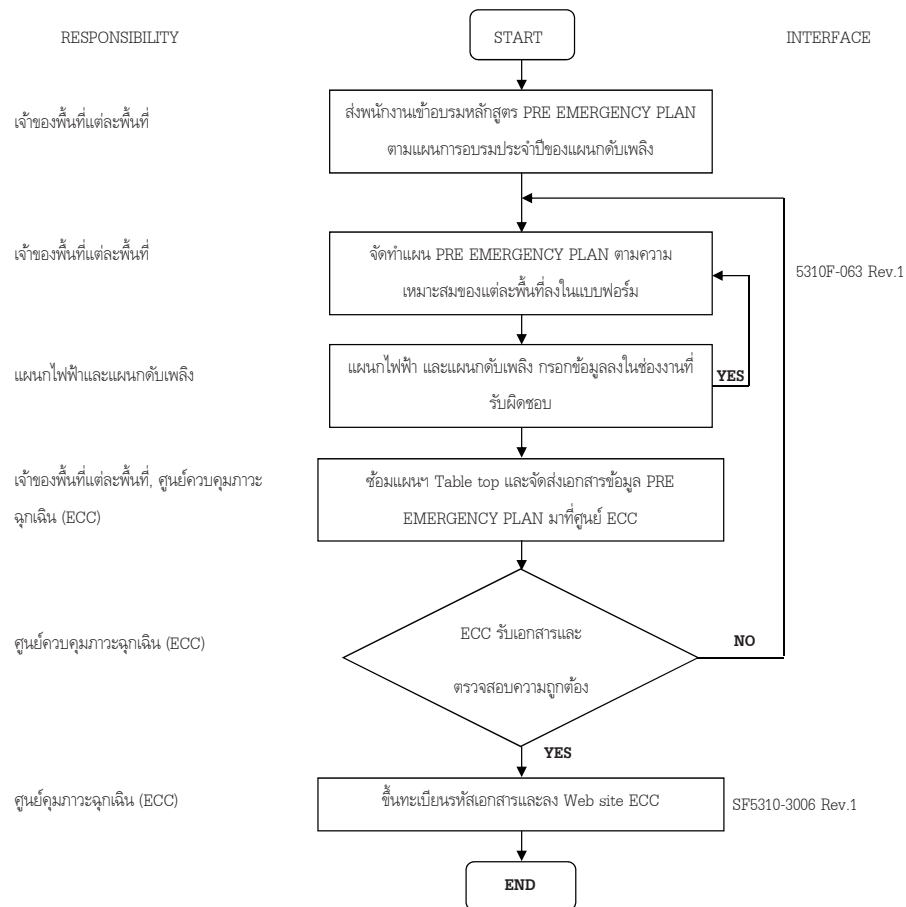 RESPONSIBILITY
START
INTERFACE
เจ้าของพื้นที่แต่ละพื้นที่
ส่งพนักงานเข้าอบรมหลักสูตร PRE EMERGENCY PLAN
ตามแผนการอบรมประจำปีของแผนกดับเพลิง
เจ้าของพื้นที่แต่ละพื้นที่
จัดทำแผน PRE EMERGENCY PLAN ตามความ
เหมาะสมของแต่ละพื้นที่ลงในแบบฟอร์ม
5310F-063 Rev.1
แผนกไฟฟ้าและแผนกดับเพลิง
แผนกไฟฟ้า และแผนกดับเพลิง กรอกข้อมูลลงในช่องงานที่
รับผิดชอบ
YES
เจ้าของพื้นที่แต่ละพื้นที่, ศูนย์ควบคุมภาวะ
ฉุกเฉิน (ECC)
ซ้อมแผนฯ Table top และจัดส่งเอกสารข้อมูล PRE
EMERGENCY PLAN มาที่ศูนย์ ECC
ศูนย์ควบคุมภาวะฉุกเฉิน (ECC)
ECC รับเอกสารและ
ตรวจสอบความถูกต้อง
NO
YES
ศูนย์คุมภาวะฉุกเฉิน (ECC)
ขึ้นทะเบียนรหัสเอกสารและลง Web site ECC
SF5310-3006 Rev.1
END